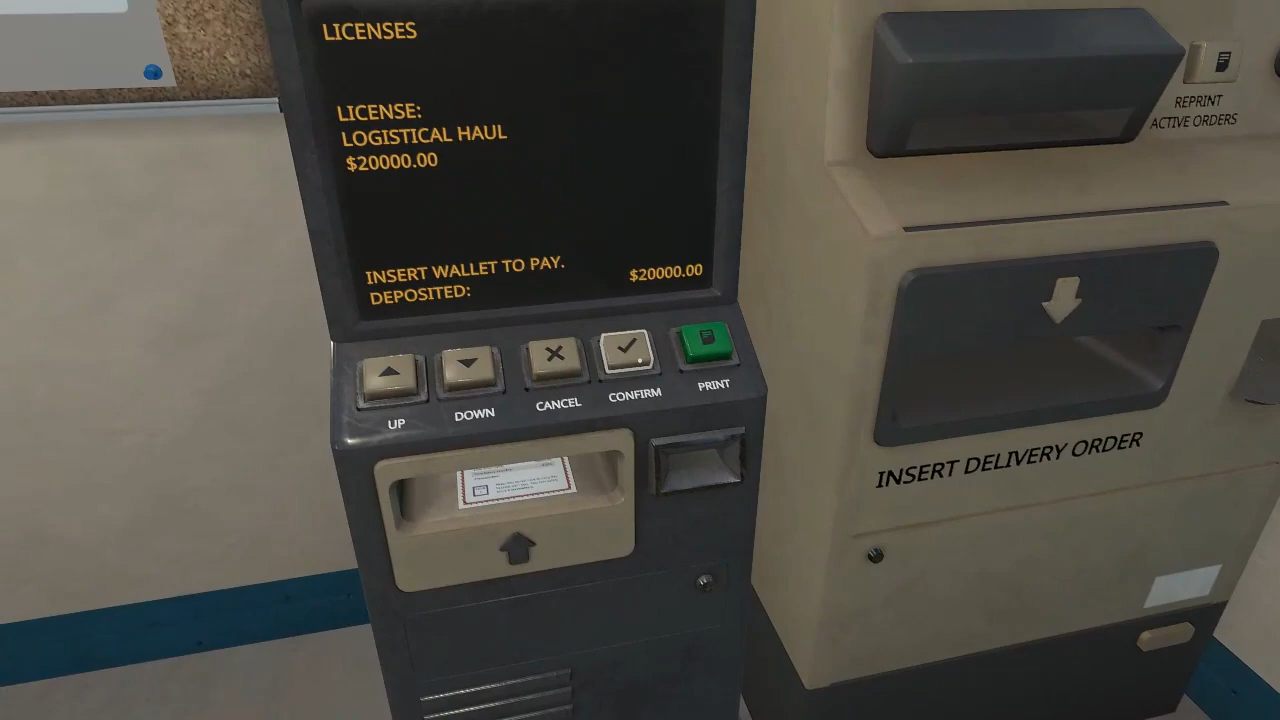 LICENSES
LICENSE:
LOGISTICAL HAUL
$20000.00
INSERT WALLET TO PAY.
DEPOSITED: $20000.00
UP
DOWN
CANCEL
CONFIRM
PRINT
REPRINT
ACTIVE ORDERS
INSERT DELIVERY ORDER